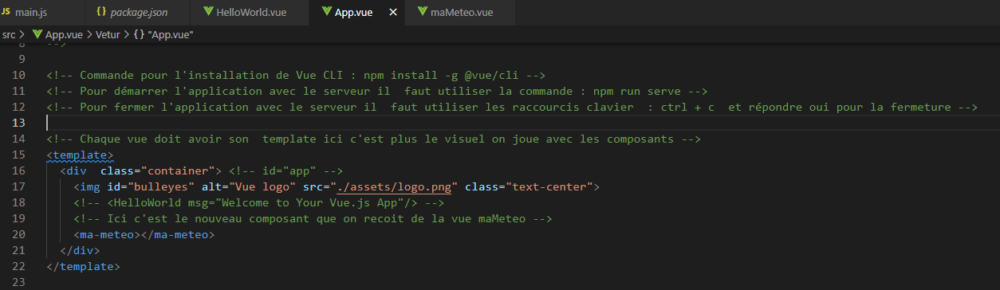 JS main.js {} package.json HelloWorld.vue App.vue × maMeteo.vue
src > App.vue > Vetur > {} "App.vue"
8 -->
9
10 <!-- Commande pour l'installation de Vue CLI : npm install -g @vue/cli -->
11 <!-- Pour démarrer l'application avec le serveur il  faut utiliser la commande : npm run serve -->
12 <!-- Pour fermer l'application avec le serveur il  faut utiliser les raccourcis clavier  : ctrl + c  et répondre oui pour la fermeture -->
13
14 <!-- Chaque vue doit avoir son  template ici c'est plus le visuel on joue avec les composants -->
15 <template>
16   <div  class="container"> <!-- id="app" -->
17     <img id="bulleyes" alt="Vue logo" src="./assets/logo.png" class="text-center">
18     <!-- <HelloWorld msg="Welcome to Your Vue.js App"/> -->
19     <!-- Ici c'est le nouveau composant que on recoit de la vue maMeteo -->
20     <ma-meteo></ma-meteo>
21   </div>
22 </template>
23